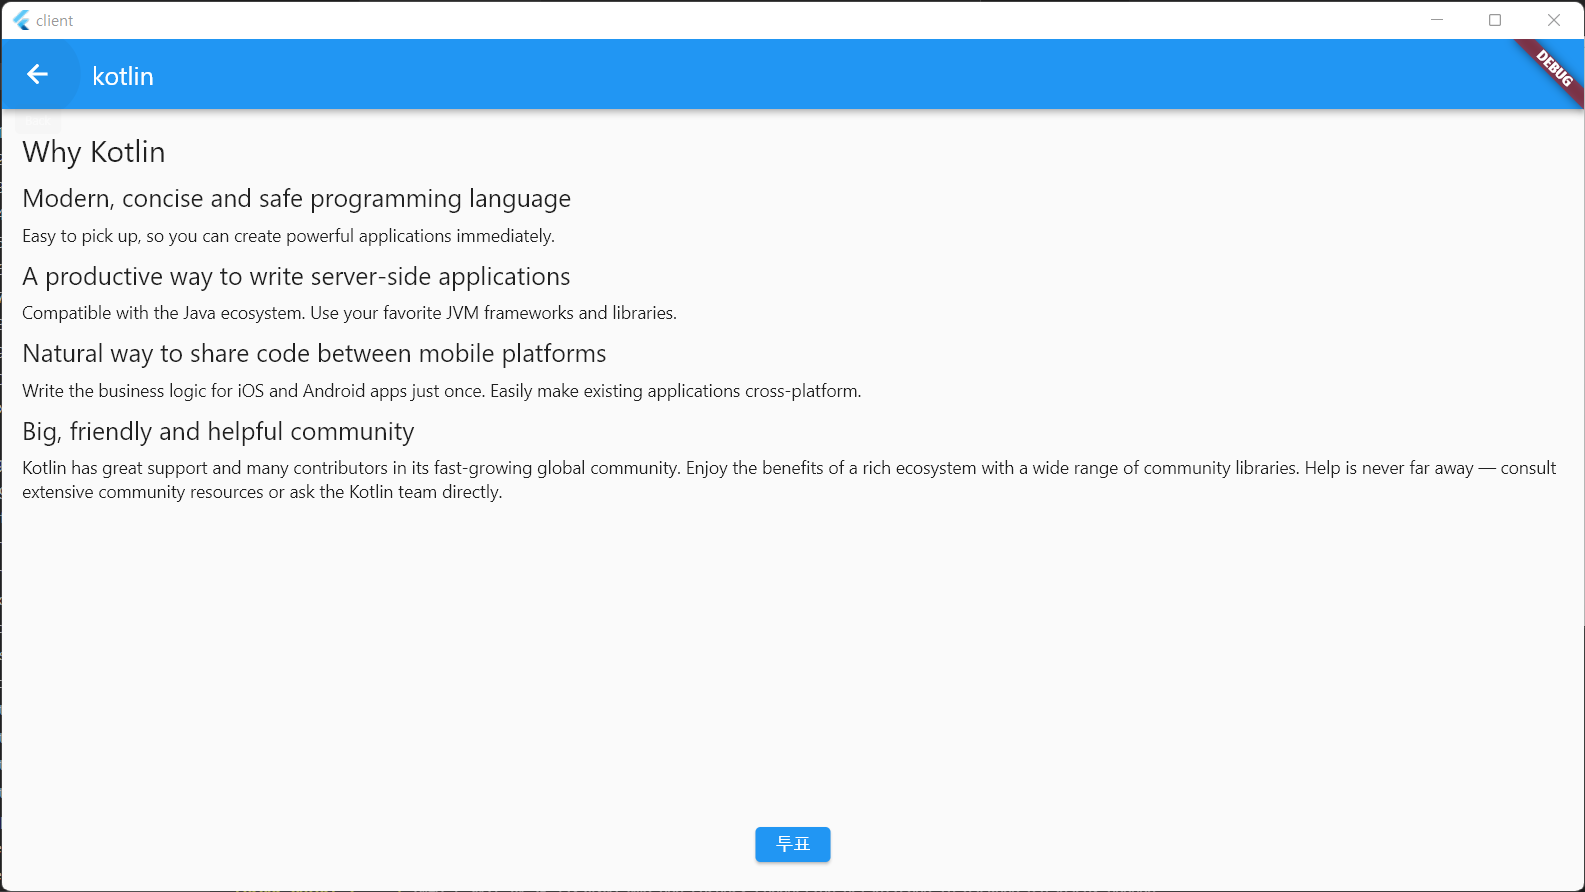 client
DEBUG
kotlin
Why Kotlin
Modern, concise and safe programming language
Easy to pick up, so you can create powerful applications immediately.
A productive way to write server-side applications
Compatible with the Java ecosystem. Use your favorite JVM frameworks and libraries.
Natural way to share code between mobile platforms
Write the business logic for iOS and Android apps just once. Easily make existing applications cross-platform.
Big, friendly and helpful community
Kotlin has great support and many contributors in its fast-growing global community. Enjoy the benefits of a rich ecosystem with a wide range of community libraries. Help is never far away — consult
extensive community resources or ask the Kotlin team directly.
투표